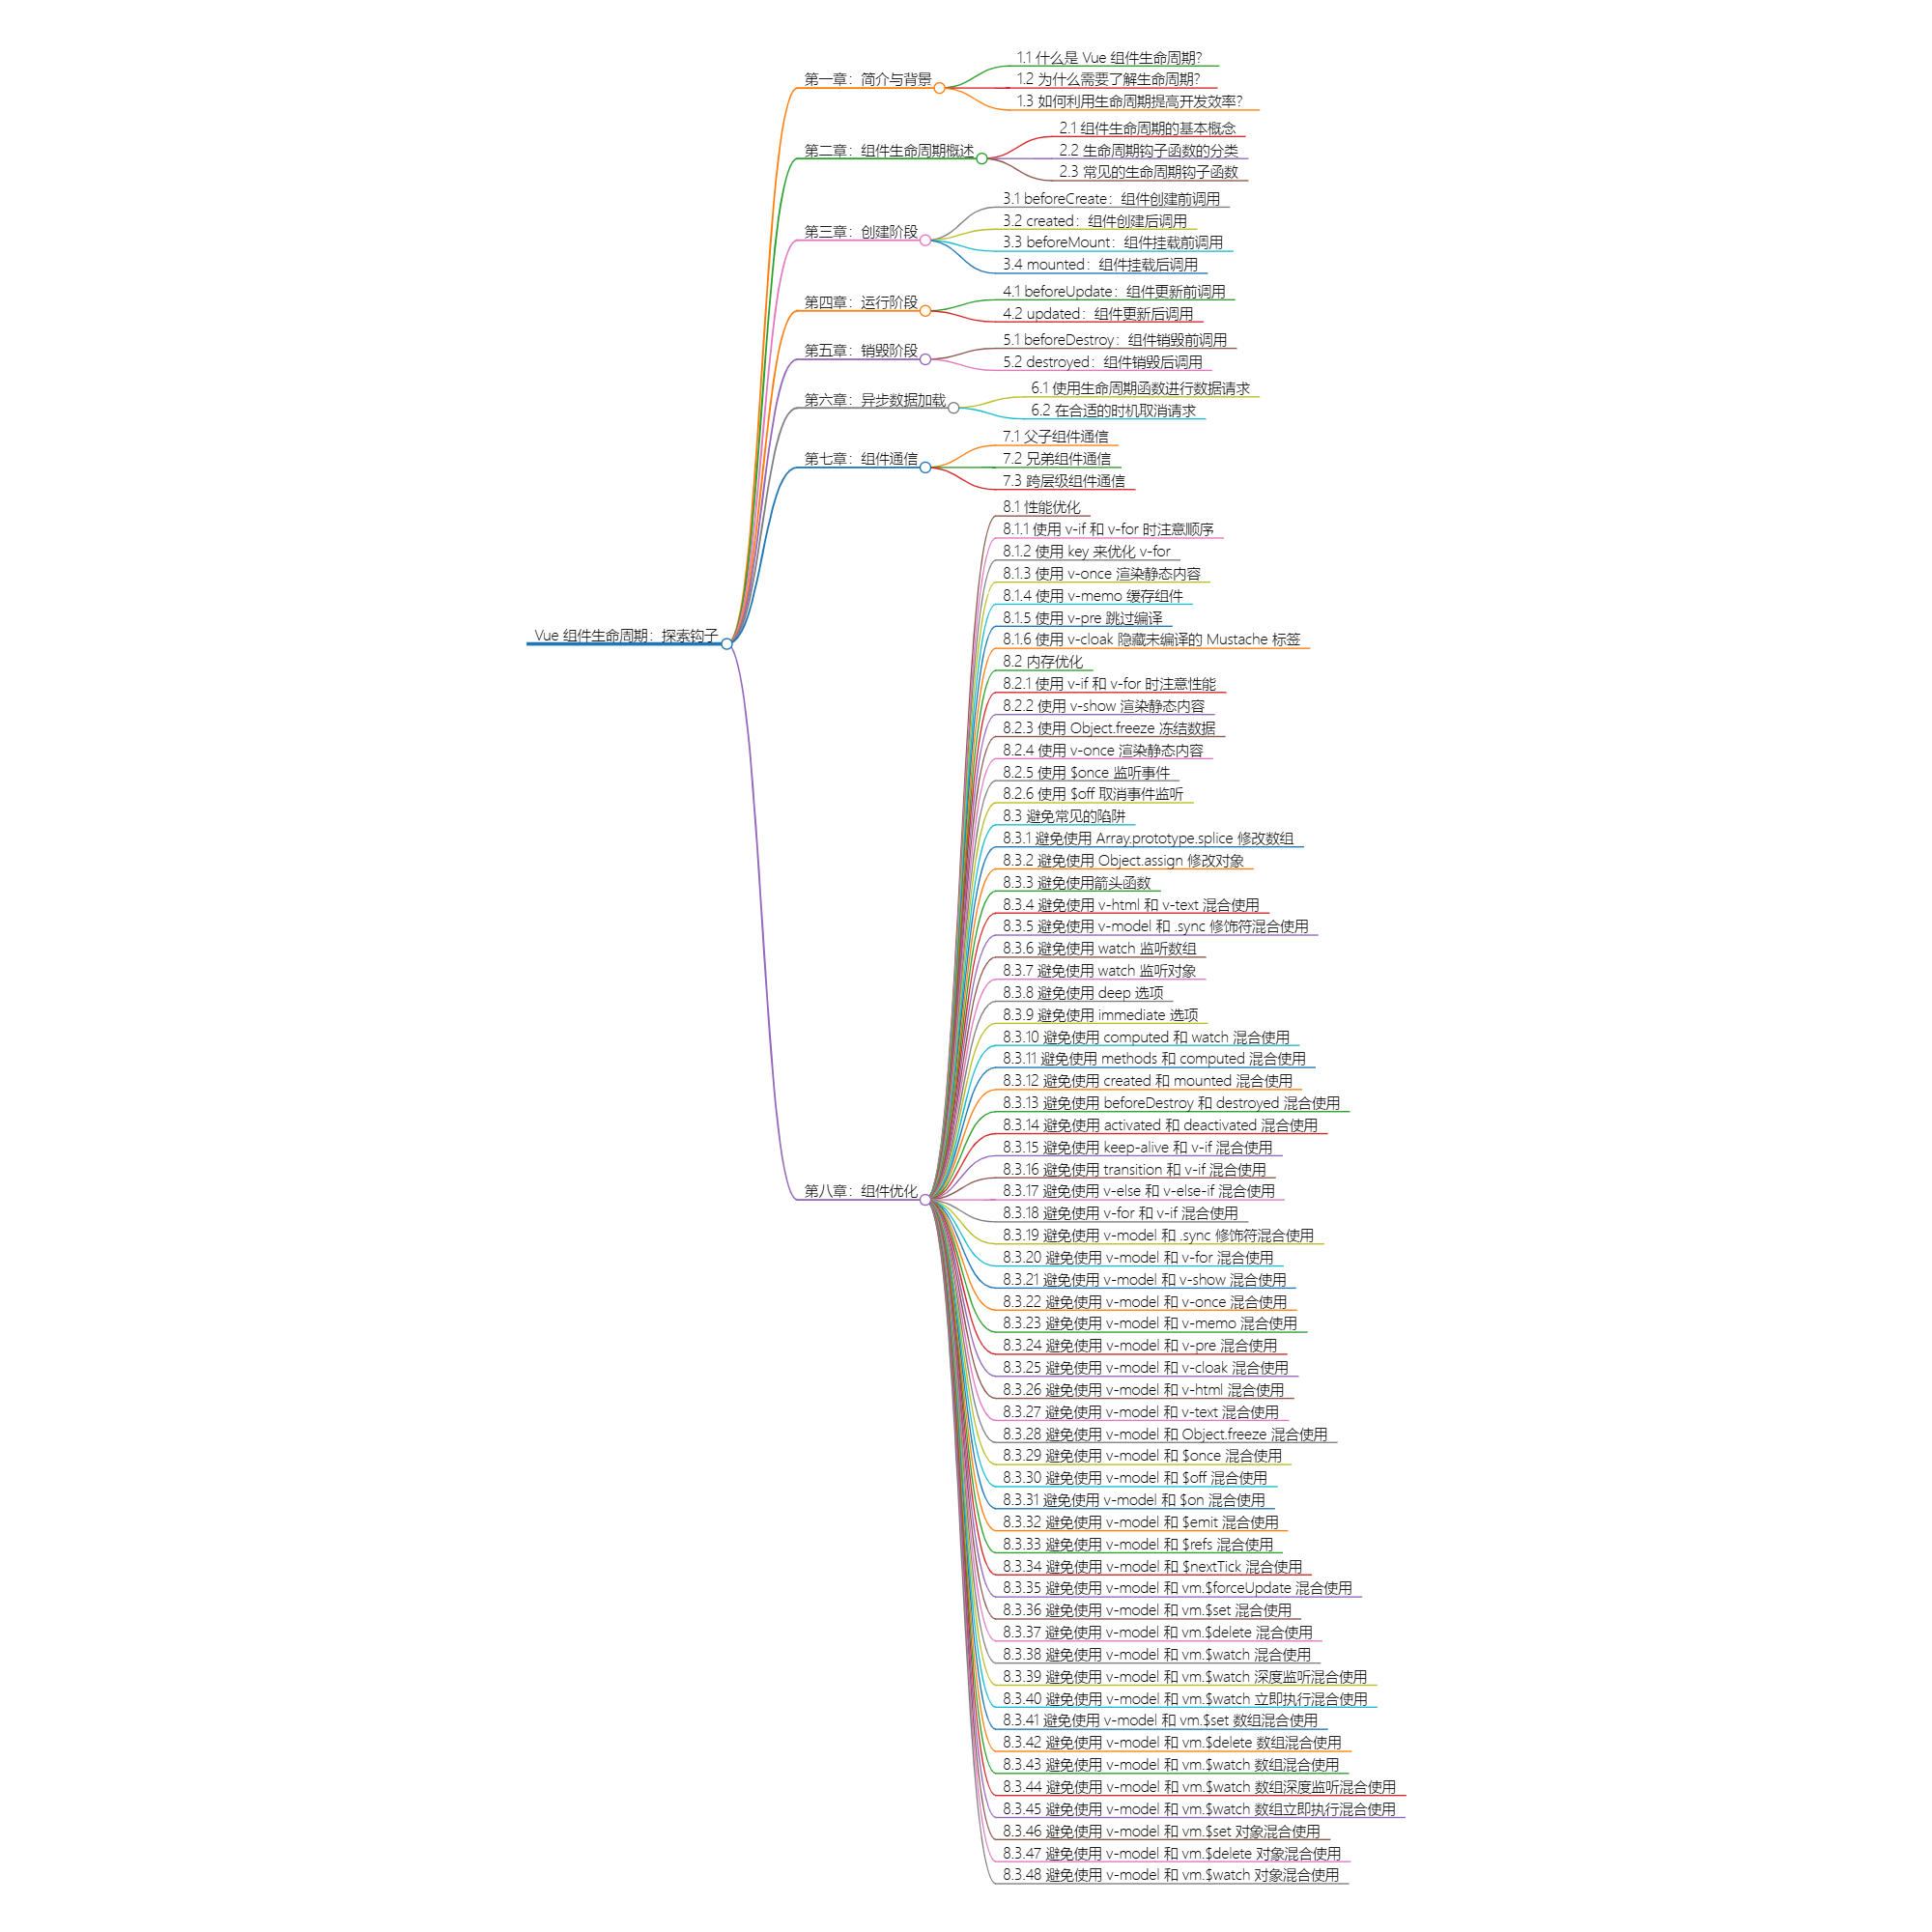 Vue 组件生命周期：探索钩子
第一章：简介与背景
1.1 什么是 Vue 组件生命周期？
1.2 为什么需要了解生命周期？
1.3 如何利用生命周期提高开发效率？
第二章：组件生命周期概述
2.1 组件生命周期的基本概念
2.2 生命周期钩子函数的分类
2.3 常见的生命周期钩子函数
第三章：创建阶段
3.1 beforeCreate：组件创建前调用
3.2 created：组件创建后调用
3.3 beforeMount：组件挂载前调用
3.4 mounted：组件挂载后调用
第四章：运行阶段
4.1 beforeUpdate：组件更新前调用
4.2 updated：组件更新后调用
第五章：销毁阶段
5.1 beforeDestroy：组件销毁前调用
5.2 destroyed：组件销毁后调用
第六章：异步数据加载
6.1 使用生命周期函数进行数据请求
6.2 在合适的时机取消请求
第七章：组件通信
7.1 父子组件通信
7.2 兄弟组件通信
7.3 跨层级组件通信
第八章：组件优化
8.1 性能优化
8.1.1 使用 v-if 和 v-for 时注意顺序
8.1.2 使用 key 来优化 v-for
8.1.3 使用 v-once 渲染静态内容
8.1.4 使用 v-memo 缓存组件
8.1.5 使用 v-pre 跳过编译
8.1.6 使用 v-cloak 隐藏未编译的 Mustache 标签
8.2 内存优化
8.2.1 使用 v-if 和 v-for 时注意性能
8.2.2 使用 v-show 渲染静态内容
8.2.3 使用 Object.freeze 冻结数据
8.2.4 使用 v-once 渲染静态内容
8.2.5 使用 $once 监听事件
8.2.6 使用 $off 取消事件监听
8.3 避免常见的陷阱
8.3.1 避免使用 Array.prototype.splice 修改数组
8.3.2 避免使用 Object.assign 修改对象
8.3.3 避免使用箭头函数
8.3.4 避免使用 v-html 和 v-text 混合使用
8.3.5 避免使用 v-model 和 .sync 修饰符混合使用
8.3.6 避免使用 watch 监听数组
8.3.7 避免使用 watch 监听对象
8.3.8 避免使用 deep 选项
8.3.9 避免使用 immediate 选项
8.3.10 避免使用 computed 和 watch 混合使用
8.3.11 避免使用 methods 和 computed 混合使用
8.3.12 避免使用 created 和 mounted 混合使用
8.3.13 避免使用 beforeDestroy 和 destroyed 混合使用
8.3.14 避免使用 activated 和 deactivated 混合使用
8.3.15 避免使用 keep-alive 和 v-if 混合使用
8.3.16 避免使用 transition 和 v-if 混合使用
8.3.17 避免使用 v-else 和 v-else-if 混合使用
8.3.18 避免使用 v-for 和 v-if 混合使用
8.3.19 避免使用 v-model 和 .sync 修饰符混合使用
8.3.20 避免使用 v-model 和 v-for 混合使用
8.3.21 避免使用 v-model 和 v-show 混合使用
8.3.22 避免使用 v-model 和 v-once 混合使用
8.3.23 避免使用 v-model 和 v-memo 混合使用
8.3.24 避免使用 v-model 和 v-pre 混合使用
8.3.25 避免使用 v-model 和 v-cloak 混合使用
8.3.26 避免使用 v-model 和 v-html 混合使用
8.3.27 避免使用 v-model 和 v-text 混合使用
8.3.28 避免使用 v-model 和 Object.freeze 混合使用
8.3.29 避免使用 v-model 和 $once 混合使用
8.3.30 避免使用 v-model 和 $off 混合使用
8.3.31 避免使用 v-model 和 $on 混合使用
8.3.32 避免使用 v-model 和 $emit 混合使用
8.3.33 避免使用 v-model 和 $refs 混合使用
8.3.34 避免使用 v-model 和 $nextTick 混合使用
8.3.35 避免使用 v-model 和 vm.$forceUpdate 混合使用
8.3.36 避免使用 v-model 和 vm.$set 混合使用
8.3.37 避免使用 v-model 和 vm.$delete 混合使用
8.3.38 避免使用 v-model 和 vm.$watch 混合使用
8.3.39 避免使用 v-model 和 vm.$watch 深度监听混合使用
8.3.40 避免使用 v-model 和 vm.$watch 立即执行混合使用
8.3.41 避免使用 v-model 和 vm.$set 数组混合使用
8.3.42 避免使用 v-model 和 vm.$delete 数组混合使用
8.3.43 避免使用 v-model 和 vm.$watch 数组混合使用
8.3.44 避免使用 v-model 和 vm.$watch 数组深度监听混合使用
8.3.45 避免使用 v-model 和 vm.$watch 数组立即执行混合使用
8.3.46 避免使用 v-model 和 vm.$set 对象混合使用
8.3.47 避免使用 v-model 和 vm.$delete 对象混合使用
8.3.48 避免使用 v-model 和 vm.$watch 对象混合使用